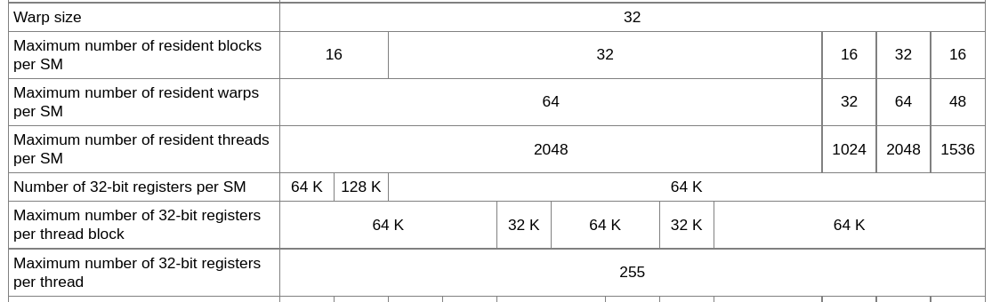 Warp size 32
Maximum number of resident blocks
per SM 16 32 16 32 16
Maximum number of resident warps
per SM 64 32 64 48
Maximum number of resident threads
per SM 2048 1024 2048 1536
Number of 32-bit registers per SM 64 K 128 K 64 K
Maximum number of 32-bit registers
per thread block 64 K 32 K 64 K 32 K 64 K
Maximum number of 32-bit registers
per thread 255